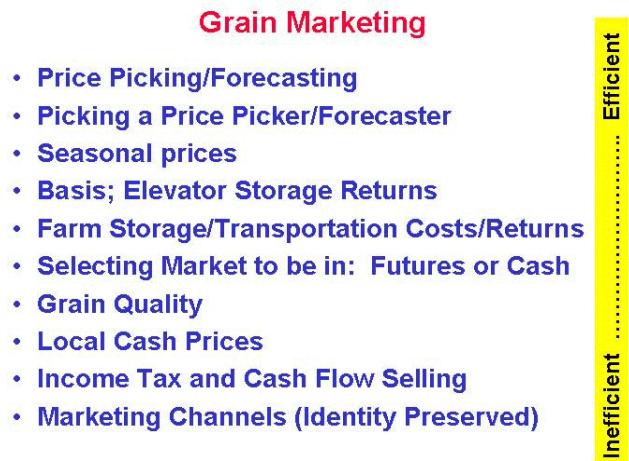 Grain Marketing
• Price Picking/Forecasting
• Picking a Price Picker/Forecaster
• Seasonal prices
• Basis; Elevator Storage Returns
• Farm Storage/Transportation Costs/Returns
• Selecting Market to be in: Futures or Cash
• Grain Quality
• Local Cash Prices
• Income Tax and Cash Flow Selling
• Marketing Channels (Identity Preserved)
Inefficient ................................ Efficient